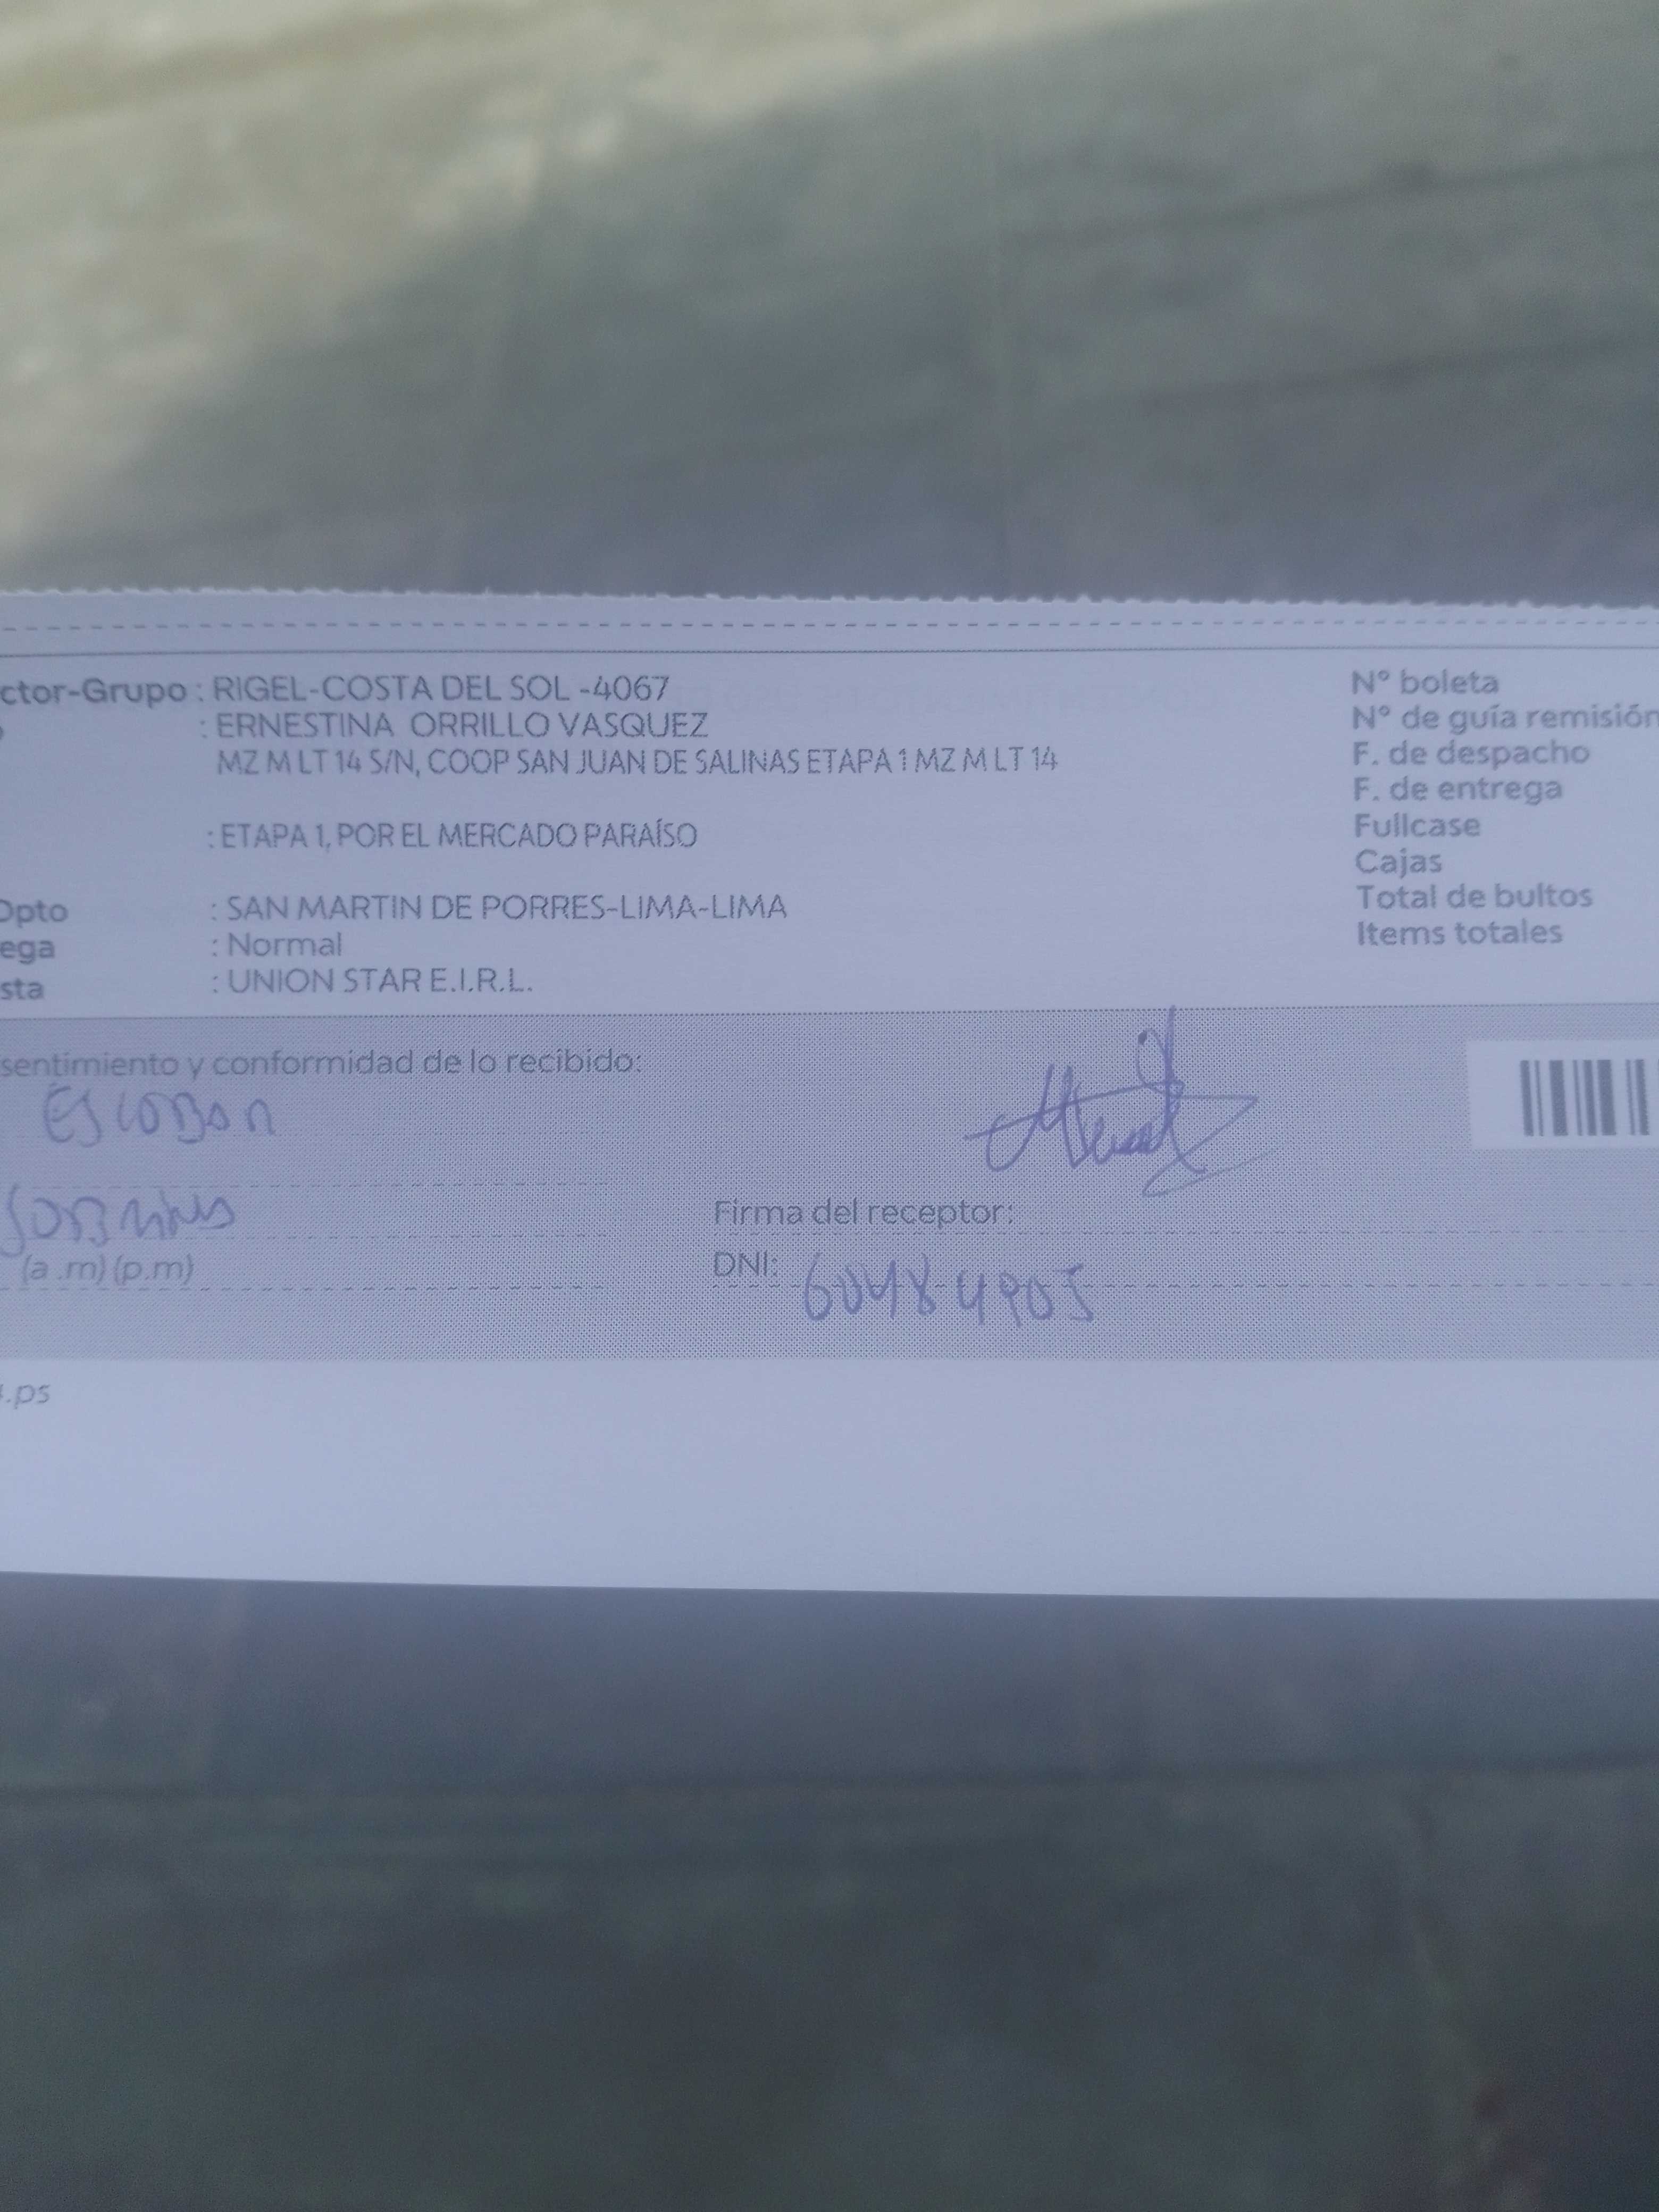 ctor-Grupo : RIGEL-COSTA DEL SOL -4067
: ERNESTINA ORRILLO VASQUEZ
MZ M LT 14 S/N, COOP SAN JUAN DE SALINAS ETAPA 1 MZ M LT 14
: ETAPA 1, POR EL MERCADO PARAÍSO
Dpto : SAN MARTIN DE PORRES-LIMA-LIMA
ega : Normal
sta : UNION STAR E.I.R.L.
N° boleta
N° de guía remisión
F. de despacho
F. de entrega
Fullcase
Cajas
Total de bultos
Items totales
sentimiento y conformidad de lo recibido:
ESCOBAR
SOBRINOS
(a .m) (p.m)
Firma del receptor:
DNI: 60484905
.ps